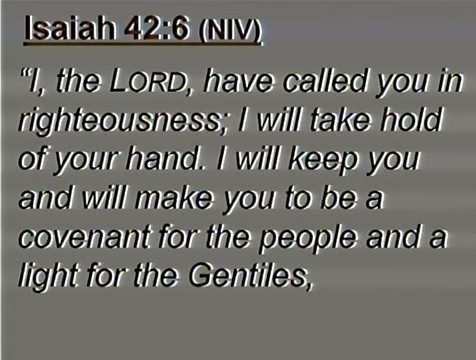 Isaiah 42:6 (NIV)
“I, the LORD, have called you in
righteousness; I will take hold
of your hand. I will keep you
and will make you to be a
covenant for the people and a
light for the Gentiles,